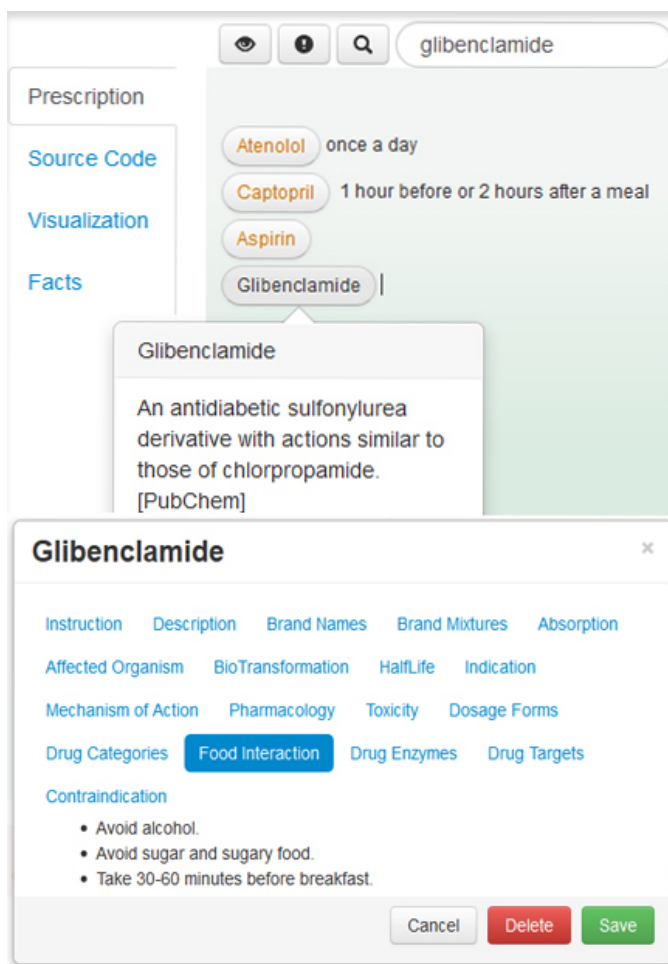 glibenclamide
Prescription
Source Code
Visualization
Facts
Atenolol once a day
Captopril 1 hour before or 2 hours after a meal
Aspirin
Glibenclamide
Glibenclamide
An antidiabetic sulfonylurea
derivative with actions similar to
those of chlorpropamide.
[PubChem]
Glibenclamide ×
Instruction Description Brand Names Brand Mixtures Absorption
Affected Organism BioTransformation HalfLife Indication
Mechanism of Action Pharmacology Toxicity Dosage Forms
Drug Categories Food Interaction Drug Enzymes Drug Targets
Contraindication
• Avoid alcohol.
• Avoid sugar and sugary food.
• Take 30-60 minutes before breakfast.
Cancel Delete Save